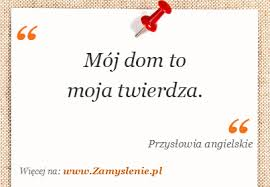 “
Mój dom to
moja twierdza.
”
Przysłowia angielskie
Więcej na: www.Zamyslenie.pl